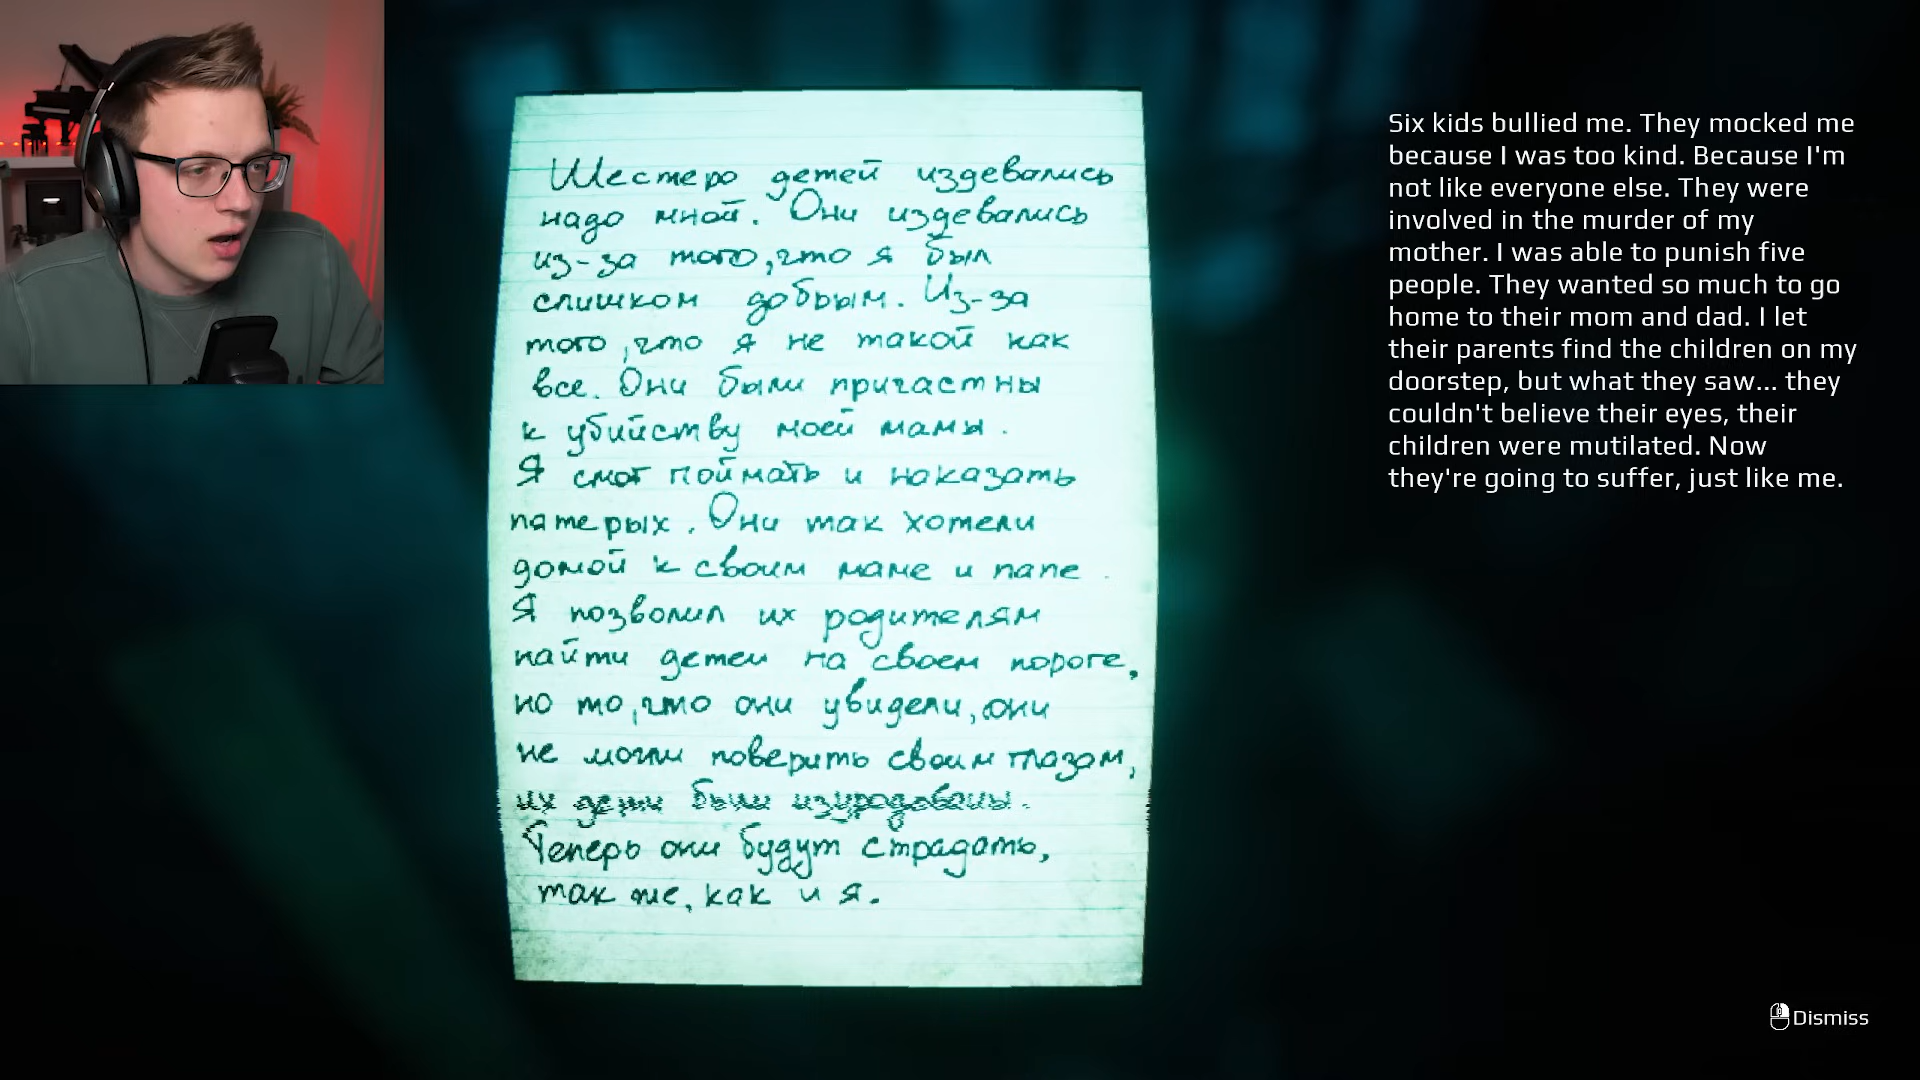 Шестеро детей издевались
надо мной. Они издевались
из-за того, что я был
слишком добрым. Из-за
того, что я не такой как
все. Они были причастны
к убийству моей мамы.
Я смог поймать и наказать
пятерых. Они так хотели
домой к своим маме и папе.
Я позволил их родителям
найти детей на своем пороге,
но то, что они увидели, они
не могли поверить своим глазам,
их дети были изуродованы.
Теперь они будут страдать,
так же, как и я.
Six kids bullied me. They mocked me
because I was too kind. Because I'm
not like everyone else. They were
involved in the murder of my
mother. I was able to punish five
people. They wanted so much to go
home to their mom and dad. I let
their parents find the children on my
doorstep, but what they saw... they
couldn't believe their eyes, their
children were mutilated. Now
they're going to suffer, just like me.
Dismiss